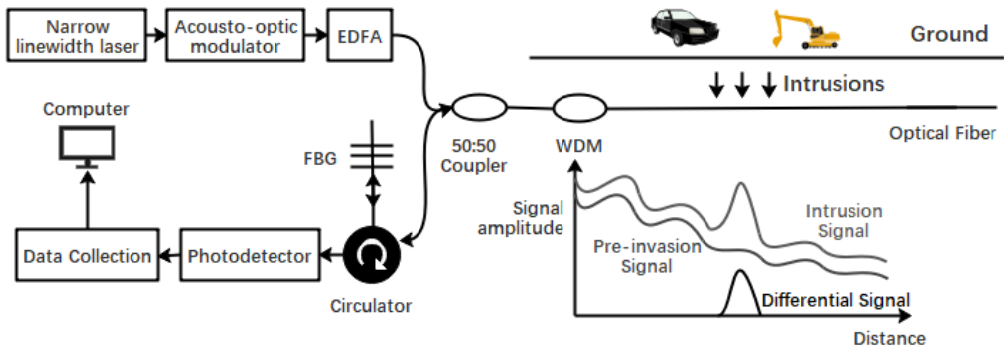 Narrow
linewidth laser
Acousto-optic
modulator
EDFA
Ground
Intrusions
Computer
FBG
50:50
Coupler
WDM
Optical Fiber
Signal
amplitude
Intrusion
Signal
Pre-invasion
Signal
Data Collection
Photodetector
Circulator
Differential Signal
Distance